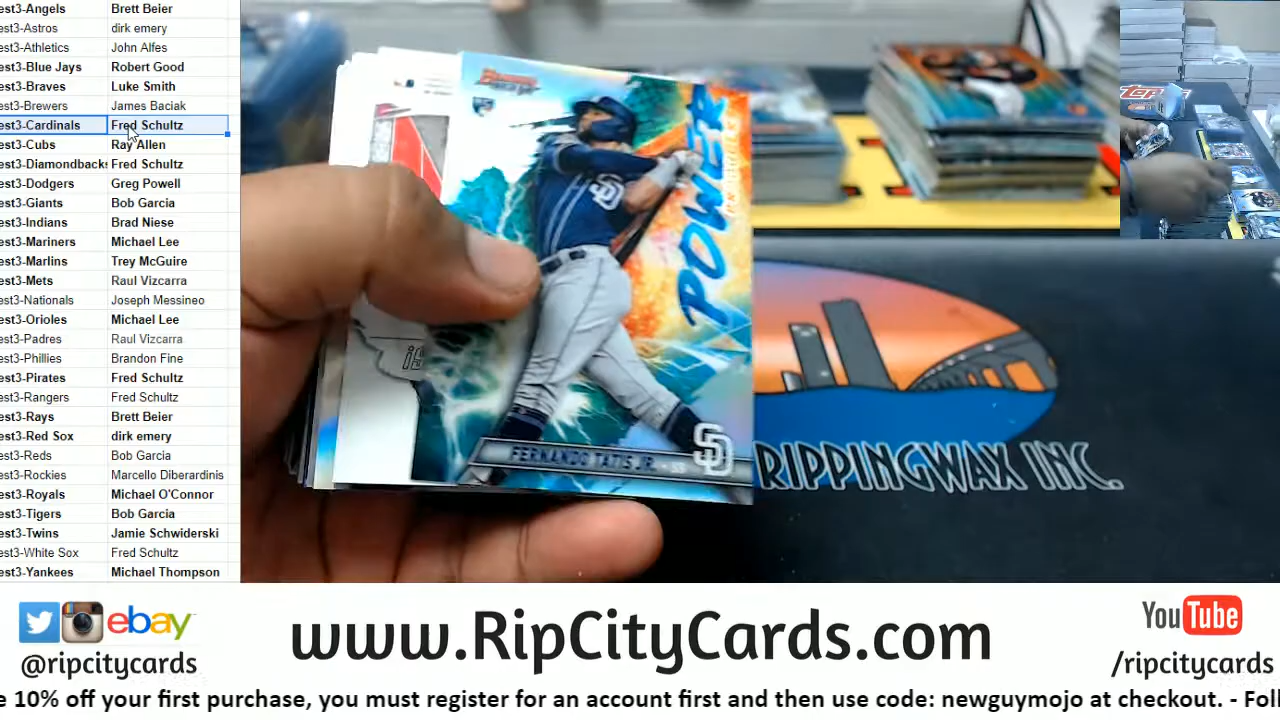 est3-Angels Brett Beier
est3-Astros dirk emery
est3-Athletics John Alfes
est3-Blue Jays Robert Good
est3-Braves Luke Smith
est3-Brewers James Baciak
est3-Cardinals Fred Schultz
est3-Cubs Ray Allen
est3-Diamondbacks Fred Schultz
est3-Dodgers Greg Powell
est3-Giants Bob Garcia
est3-Indians Brad Niese
est3-Mariners Michael Lee
est3-Marlins Trey McGuire
est3-Mets Raul Vizcarra
est3-Nationals Joseph Messineo
est3-Orioles Michael Lee
est3-Padres Raul Vizcarra
est3-Phillies Brandon Fine
est3-Pirates Fred Schultz
est3-Rangers Fred Schultz
est3-Rays Brett Beier
est3-Red Sox dirk emery
est3-Reds Bob Garcia
est3-Rockies Marcello Diberardinis
est3-Royals Michael O'Connor
est3-Tigers Bob Garcia
est3-Twins Jamie Schwiderski
est3-White Sox Fred Schultz
est3-Yankees Michael Thompson
POWER
SD
FERNANDO TATIS JR.
SD
TOPPS
RIPPINGWAX INC.
ebay
@ripcitycards
www.RipCityCards.com
YouTube
/ripcitycards
e 10% off your first purchase, you must register for an account first and then use code: newguymojo at checkout. - Foll